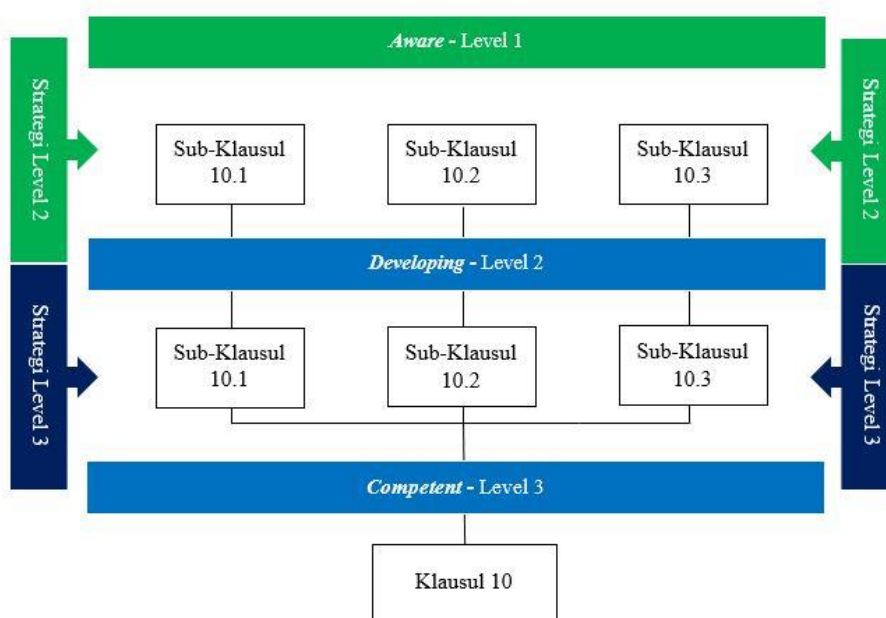 Aware - Level 1
Strategi Level 2
Sub-Klausul
10.1
Sub-Klausul
10.2
Sub-Klausul
10.3
Strategi Level 2
Developing - Level 2
Strategi Level 3
Sub-Klausul
10.1
Sub-Klausul
10.2
Sub-Klausul
10.3
Strategi Level 3
Competent - Level 3
Klausul 10